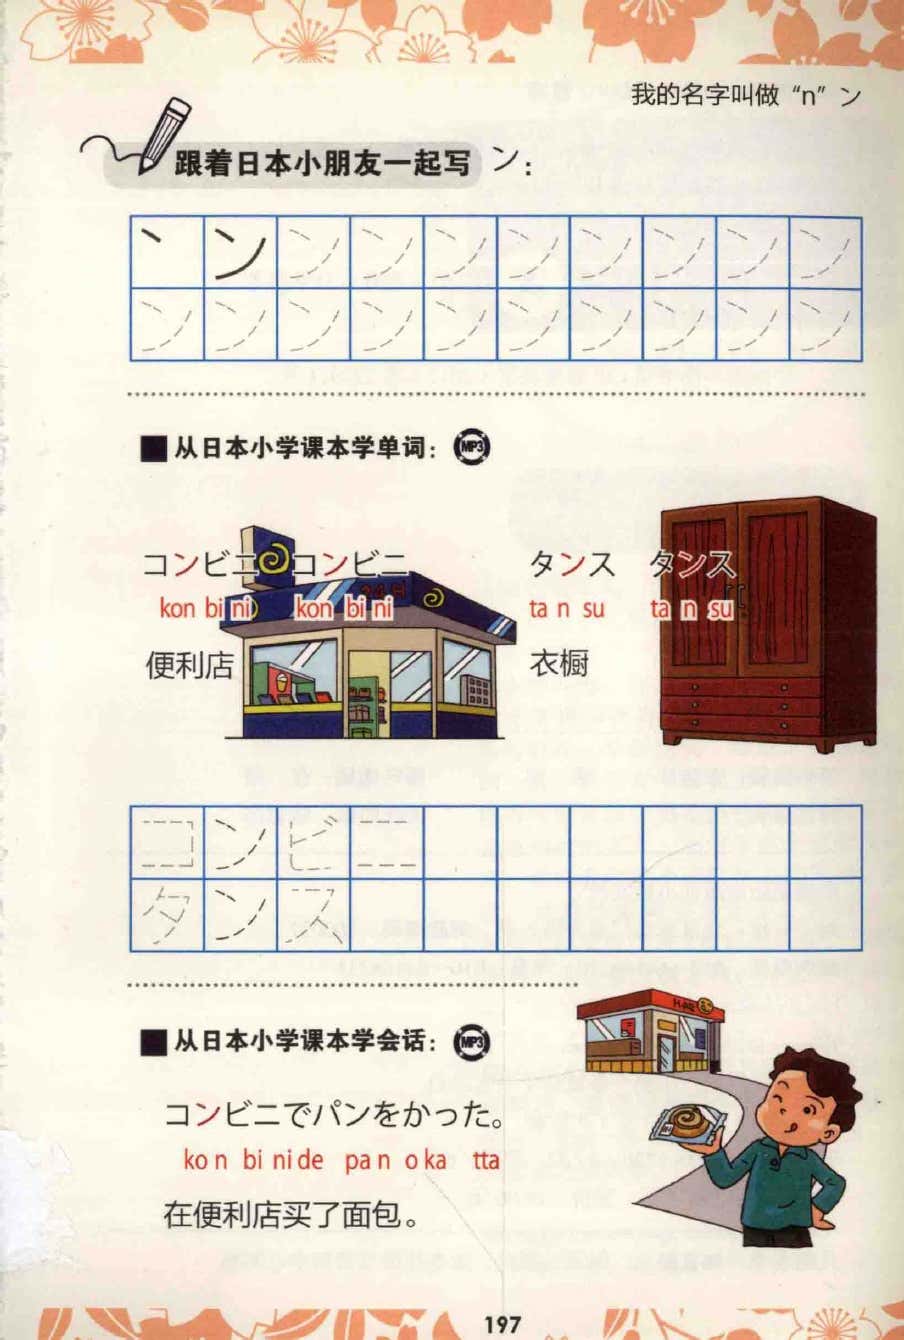 我的名字叫做“n”ン
跟着日本小朋友一起写 ン：
ン ン ン ン ン ン ン ン ン
ン ン ン ン ン ン ン ン ン ン
■从日本小学课本学单词： MP3
コンビニ コンビニ タンス タンス
kon bi ni kon bi ni ta n su ta n su
便利店 衣橱
コンビニ
タンス
■从日本小学课本学会话： MP3
コンビニでパンをかった。
ko n bi ni de pa n o ka tta
在便利店买了面包。
197